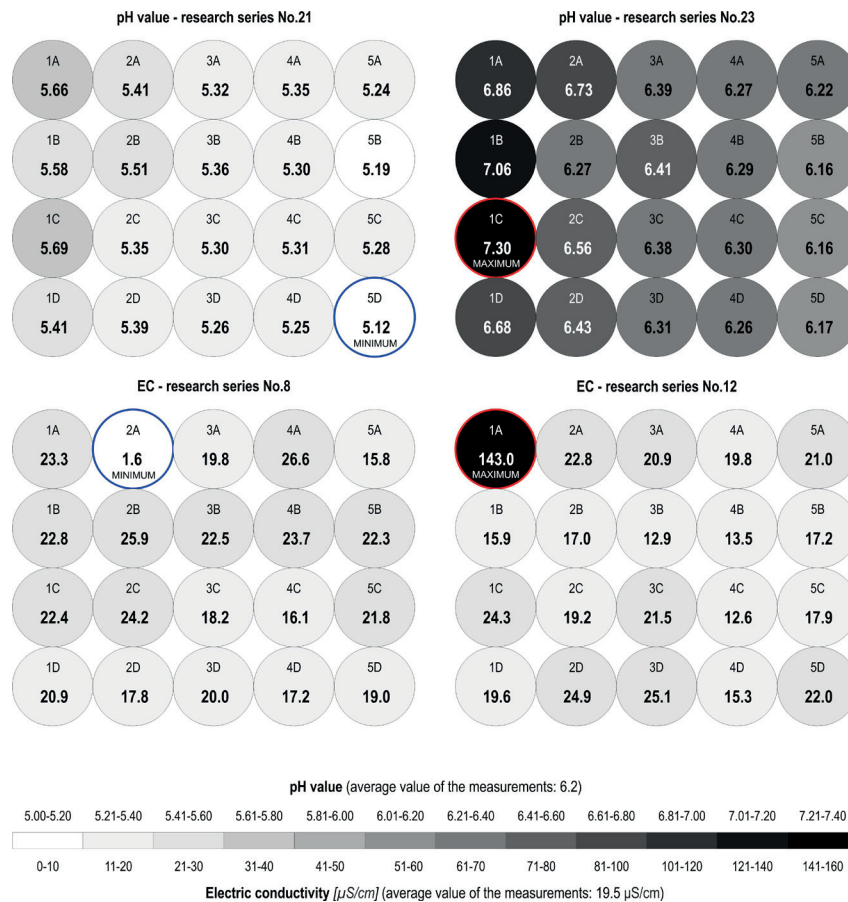 pH value - research series No.21
1A 2A 3A 4A 5A
5.66 5.41 5.32 5.35 5.24
1B 2B 3B 4B 5B
5.58 5.51 5.36 5.30 5.19
1C 2C 3C 4C 5C
5.69 5.35 5.30 5.31 5.28
1D 2D 3D 4D 5D
5.41 5.39 5.26 5.25 5.12
MINIMUM
pH value - research series No.23
1A 2A 3A 4A 5A
6.86 6.73 6.39 6.27 6.22
1B 2B 3B 4B 5B
7.06 6.27 6.41 6.29 6.16
1C 2C 3C 4C 5C
7.30 6.56 6.38 6.30 6.16
MAXIMUM
1D 2D 3D 4D 5D
6.68 6.43 6.31 6.26 6.17
EC - research series No.8
1A 2A 3A 4A 5A
23.3 1.6 19.8 26.6 15.8
MINIMUM
1B 2B 3B 4B 5B
22.8 25.9 22.5 23.7 22.3
1C 2C 3C 4C 5C
22.4 24.2 18.2 16.1 21.8
1D 2D 3D 4D 5D
20.9 17.8 20.0 17.2 19.0
EC - research series No.12
1A 2A 3A 4A 5A
143.0 22.8 20.9 19.8 21.0
MAXIMUM
1B 2B 3B 4B 5B
15.9 17.0 12.9 13.5 17.2
1C 2C 3C 4C 5C
24.3 19.2 21.5 12.6 17.9
1D 2D 3D 4D 5D
19.6 24.9 25.1 15.3 22.0
pH value (average value of the measurements: 6.2)
5.00-5.20 5.21-5.40 5.41-5.60 5.61-5.80 5.81-6.00 6.01-6.20 6.21-6.40 6.41-6.60 6.61-6.80 6.81-7.00 7.01-7.20 7.21-7.40
0-10 11-20 21-30 31-40 41-50 51-60 61-70 71-80 81-100 101-120 121-140 141-160
Electric conductivity [µS/cm] (average value of the measurements: 19.5 µS/cm)